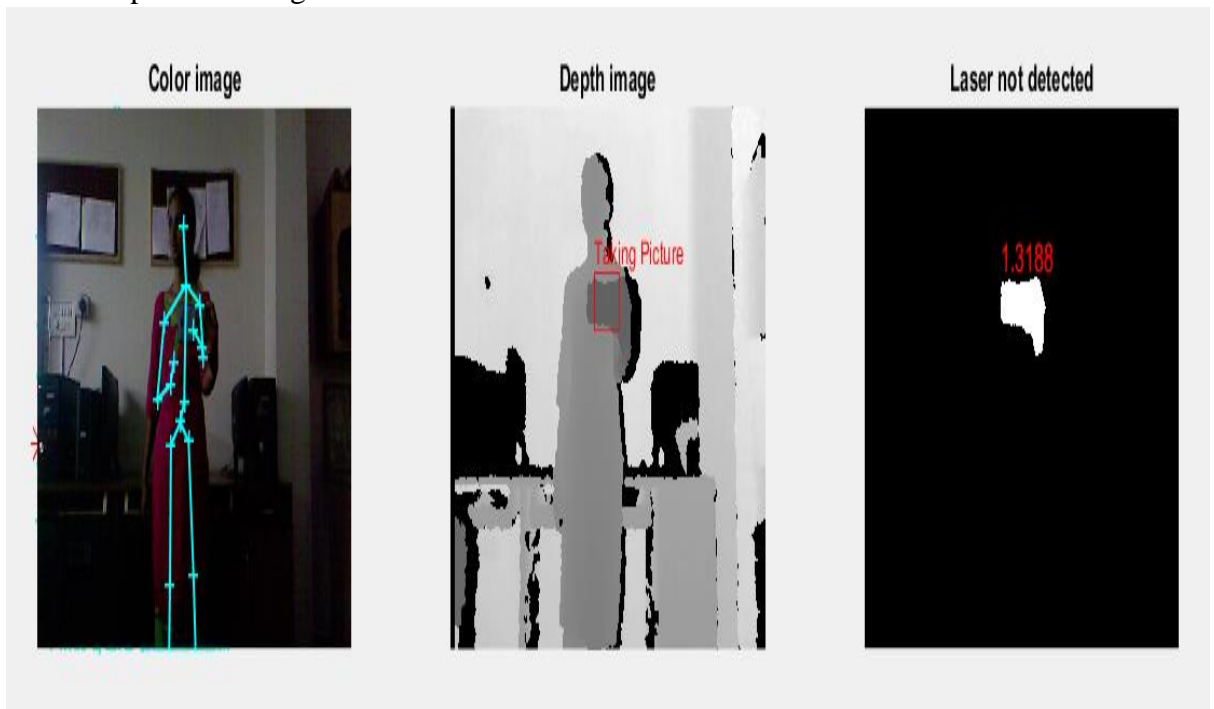 Color image
Depth image
Laser not detected
Taking Picture
1.3188